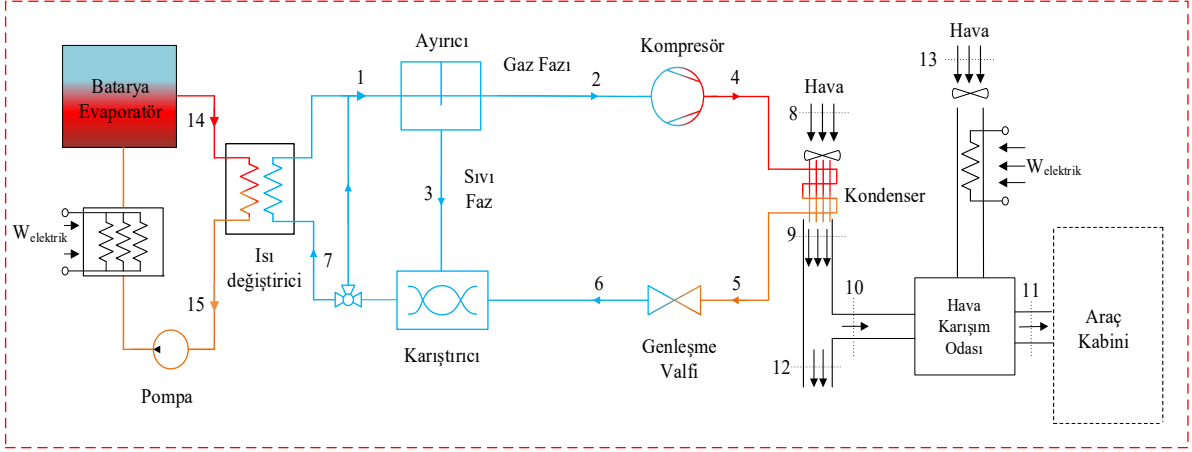 Batarya
Evaporatör
14
Welektrik
15
Pompa
Isı
değiştirici
7
1
Ayırıcı
Gaz Fazı
2
3
Sıvı
Faz
Karıştırıcı
6
Genleşme
Valfi
5
Kompresör
4
Hava
8
Kondenser
9
10
12
Hava
13
Welektrik
Hava
Karışım
Odası
11
Araç
Kabini